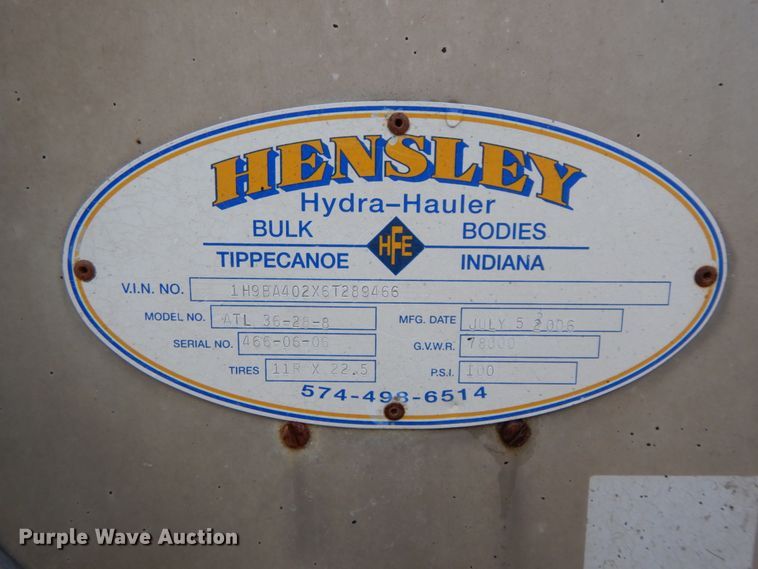 HENSLEY
Hydra-Hauler
BULK HFE BODIES
TIPPECANOE INDIANA
V.I.N. NO. 1H9BA402X6T289466
MODEL NO. ATL 36-28-8 MFG. DATE JULY 5 2006
SERIAL NO. 466-06-06 G.V.W.R. 78000
TIRES 11R X 22.5 P.S.I. 100
574-498-6514
Purple Wave Auction